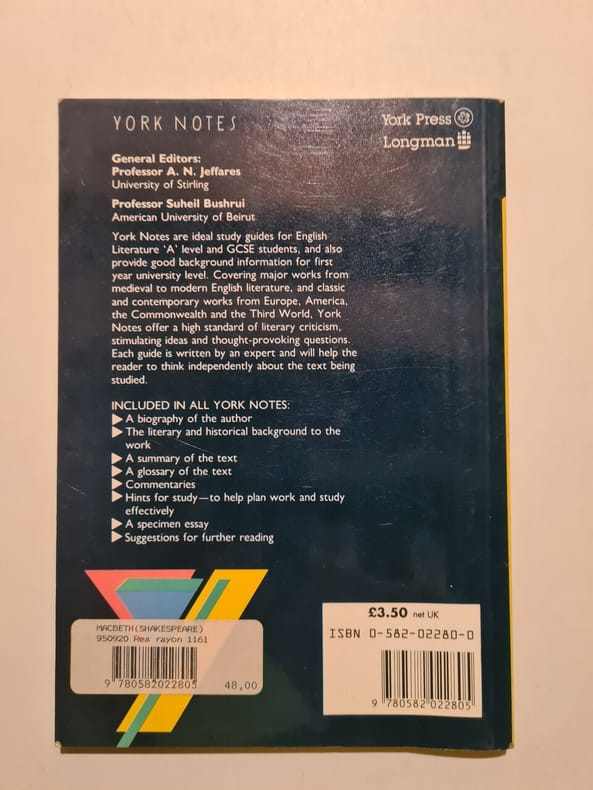 YORK NOTES
York Press
Longman
General Editors:
Professor A. N. Jeffares
University of Stirling
Professor Suheil Bushrui
American University of Beirut
York Notes are ideal study guides for English
Literature 'A' level and GCSE students, and also
provide good background information for first
year university level. Covering major works from
medieval to modern English literature, and classic
and contemporary works from Europe, America,
the Commonwealth and the Third World, York
Notes offer a high standard of literary criticism,
stimulating ideas and thought-provoking questions.
Each guide is written by an expert and will help the
reader to think independently about the text being
studied.
INCLUDED IN ALL YORK NOTES:
▶ A biography of the author
▶ The literary and historical background to the
work
▶ A summary of the text
▶ A glossary of the text
▶ Commentaries
▶ Hints for study—to help plan work and study
effectively
▶ A specimen essay
▶ Suggestions for further reading
MACBETH(SHAKESPEARE)
950920 Rea rayon 1161
9 780582 022805 48,00
£3.50 net UK
ISBN 0-582-02280-0
9 780582 022805